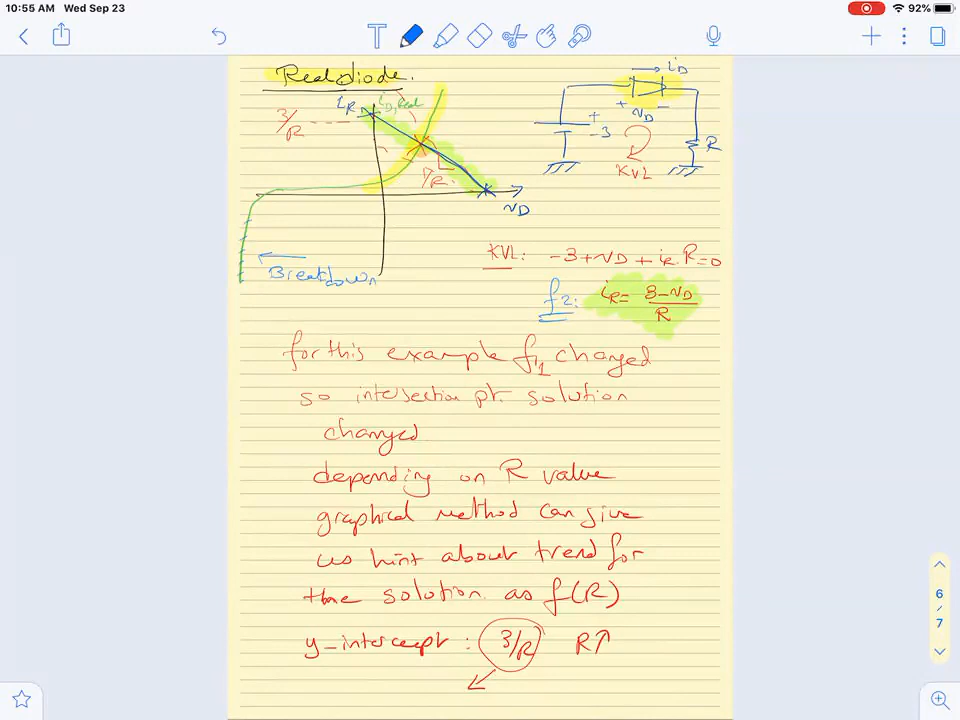 10:55 AM Wed Sep 23
92%
T
Real diode.
iD
iR
iD,real
3/R
+ vD -
+
-3
R
KVL
1/R
vD
KVL: -3+vD+iR R=0
Breakdown
f2: iR= 3-vD/R
for this example f1 changed
so intersection pt. solution
changed
depending on R value
graphical method can give
us hint about trend for
the solution as f(R)
y_intercept : 3/R R↑
6
/
7